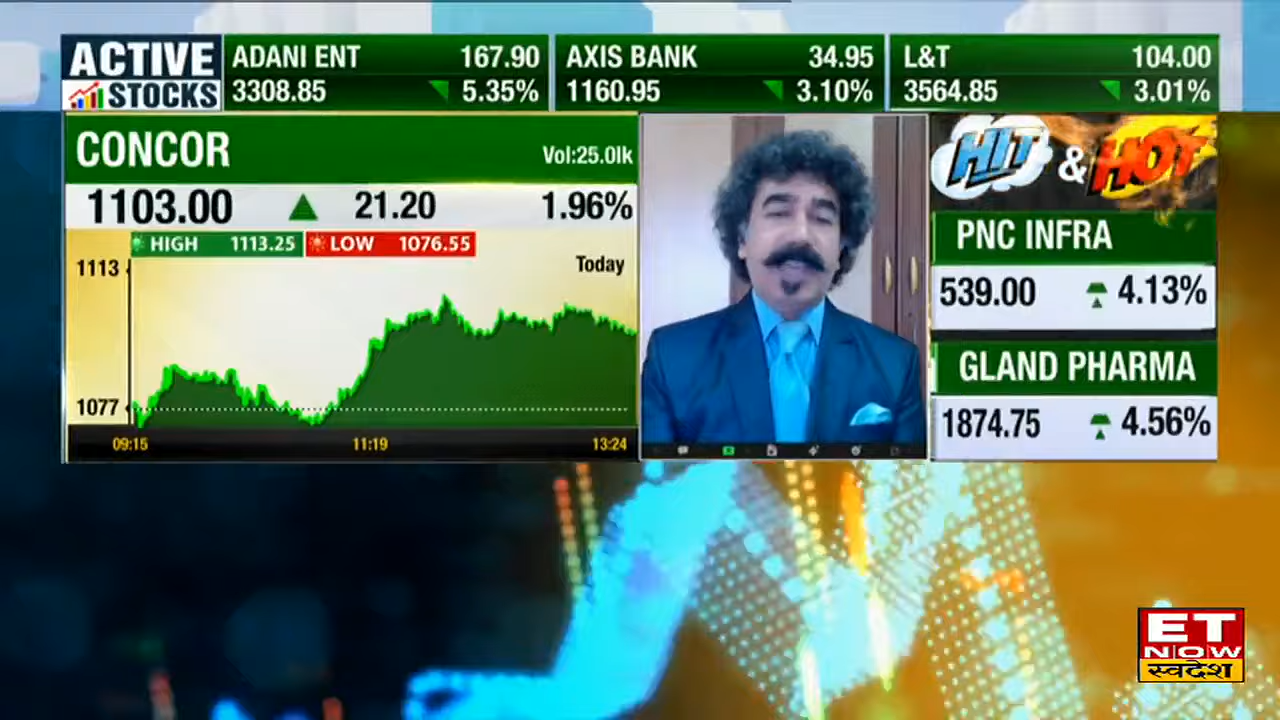 ACTIVE
STOCKS
ADANI ENT 167.90
3308.85 5.35%
AXIS BANK 34.95
1160.95 3.10%
L&T 104.00
3564.85 3.01%
CONCOR Vol:25.0lk
1103.00 21.20 1.96%
HIGH 1113.25 LOW 1076.55
Today
1113
1077
09:15 11:19 13:24
HIT & HOT
PNC INFRA
539.00 4.13%
GLAND PHARMA
1874.75 4.56%
ET
NOW
स्वदेश